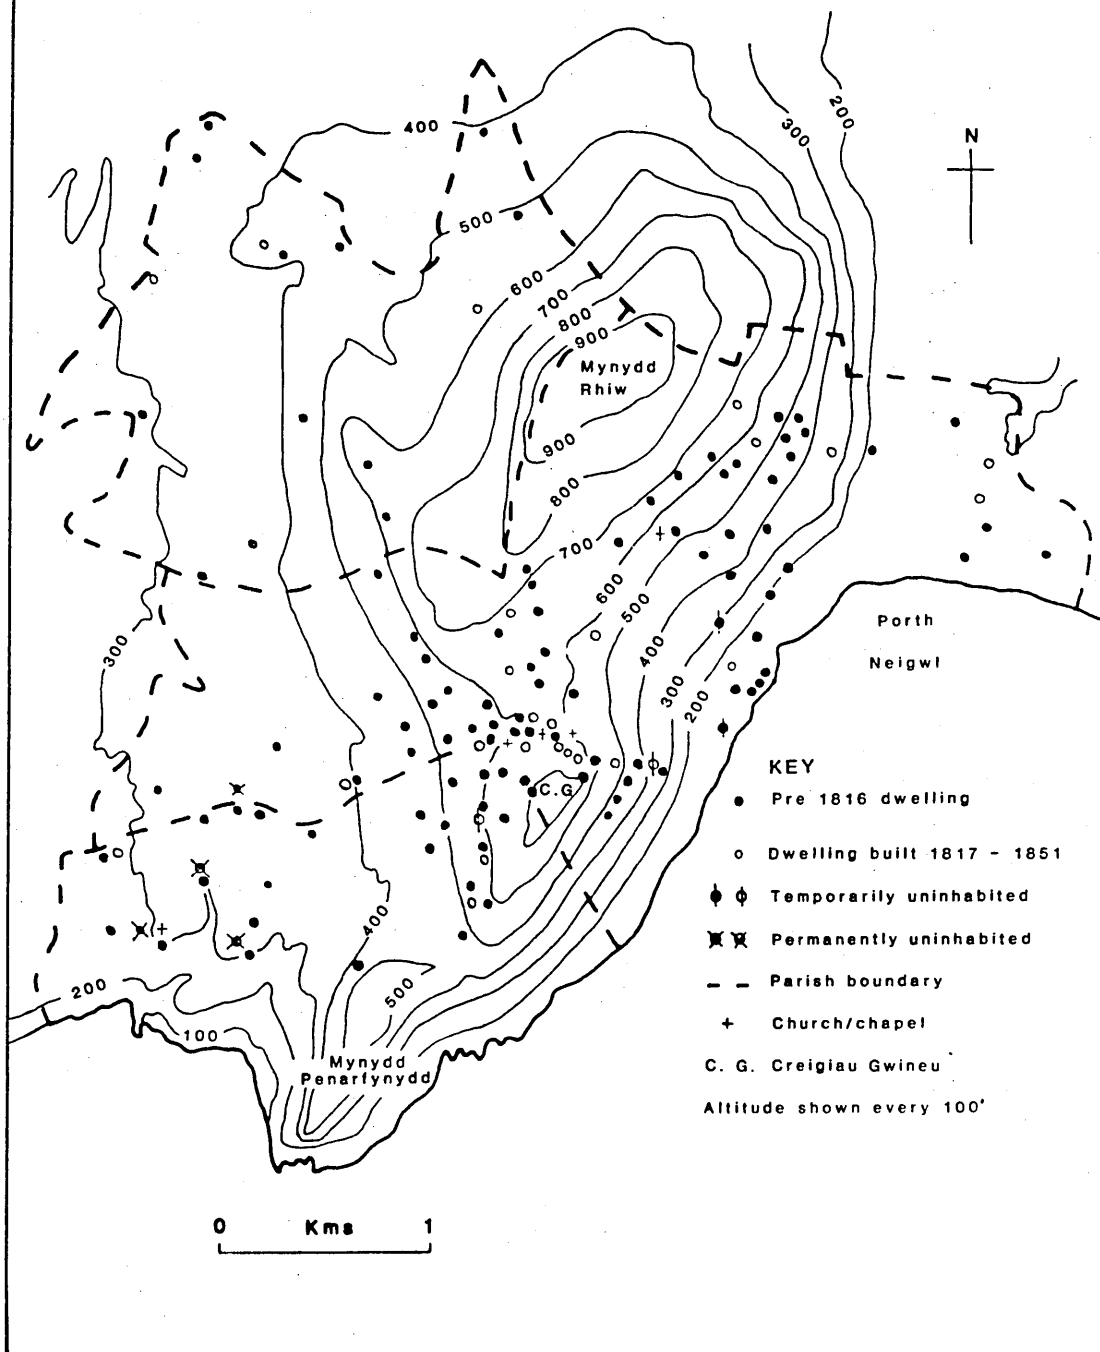 400
200
300
N
500
600
700
800
900
Mynydd
Rhiw
900
800
700
600
500
Porth
Neigwl
300
400
300
200
C.G.
KEY
Pre 1816 dwelling
Dwelling built 1817 - 1851
Temporarily uninhabited
Permanently uninhabited
Parish boundary
Church/chapel
C. G. Creigiau Gwineu
Altitude shown every 100'
400
200
500
100
Mynydd
Penarfynydd
0 Kms 1